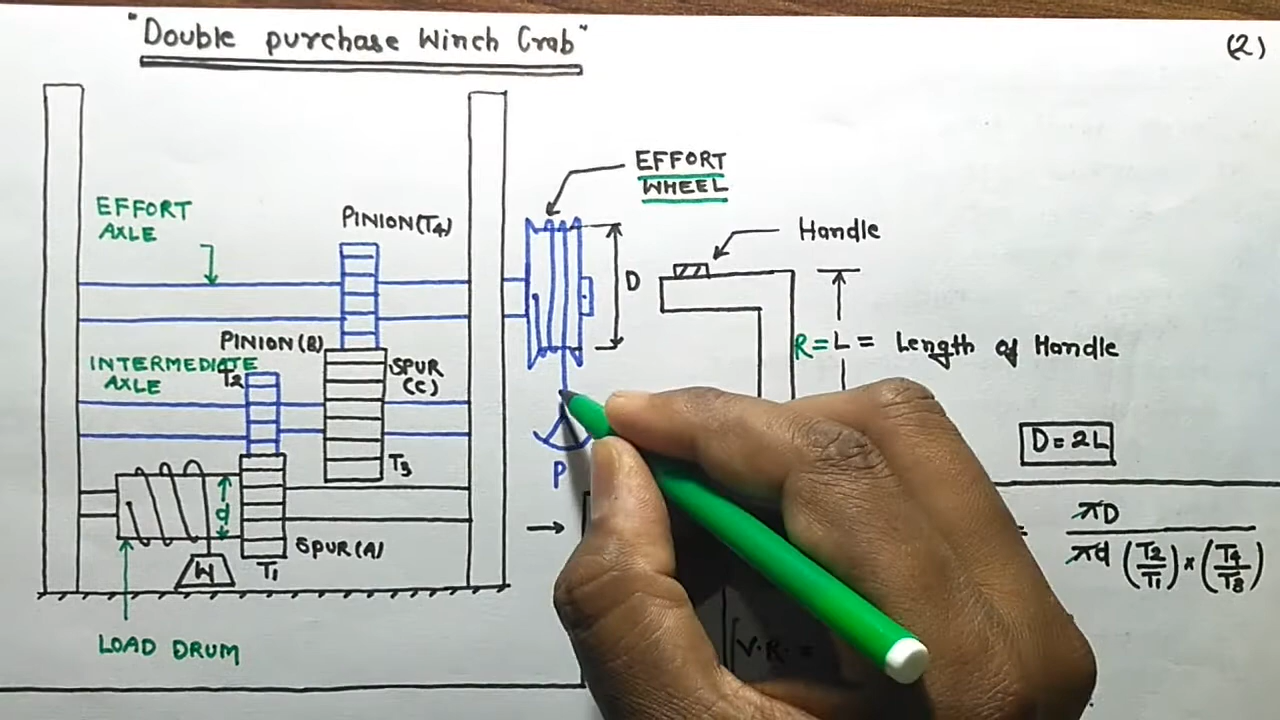 "Double purchase Winch Crab"
(2)
EFFORT
WHEEL
EFFORT
AXLE
PINION(T4)
Handle
D
PINION(B)
R=L = Length of Handle
INTERMEDIATE
AXLE
T2
SPUR
(C)
D=2L
T3
P
d
= πD
πd (T2/T1)×(T4/T3)
SPUR(A)
W
T1
LOAD DRUM
V.R. =